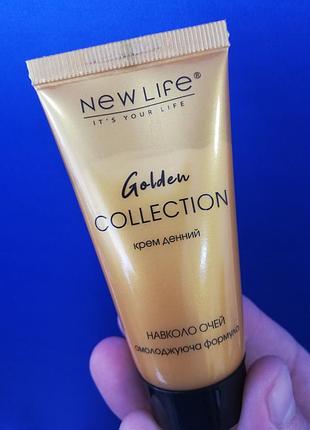 NEW LIFE®
IT'S YOUR LIFE
Golden
COLLECTION
крем денний
НАВКОЛО ОЧЕЙ
омолоджуюча формула